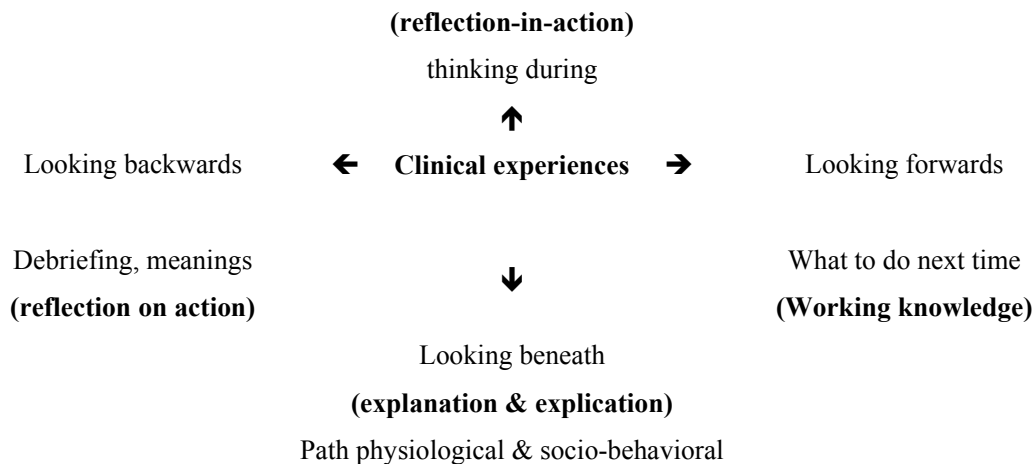 (reflection-in-action)
thinking during
↑
Looking backwards ← Clinical experiences → Looking forwards
Debriefing, meanings ↓ What to do next time
(reflection on action) (Working knowledge)
Looking beneath
(explanation & explication)
Path physiological & socio-behavioral